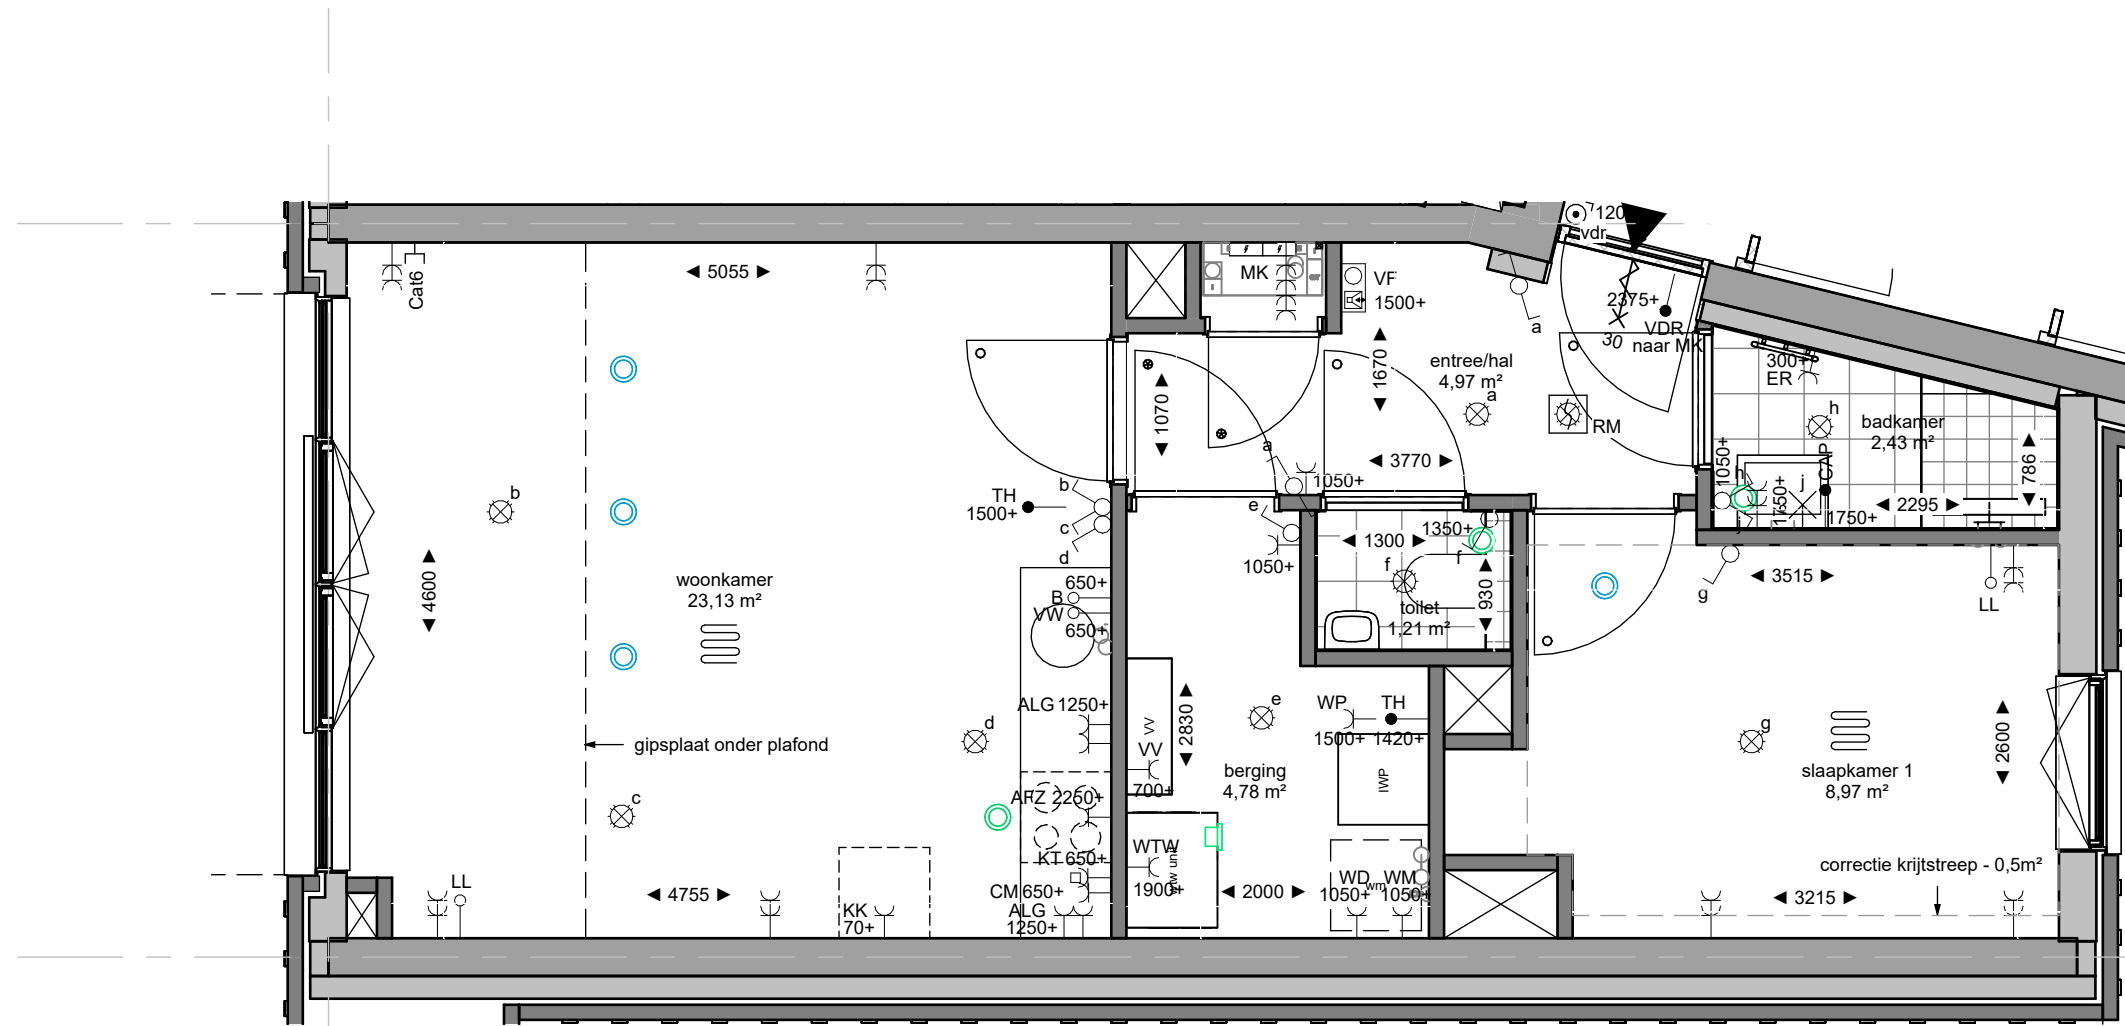 120
vdr
5055
Cat6
MK
VF
1500+
a
2375+
VDR
naar MK
30
1670
entree/hal
4,97 m²
a
RM
300+
ER
h
badkamer
2,43 m²
1070
3770
a
1050+
1050+
h
CAP
j
786
2295
1750+
1750+
j
b
TH
1500+
b
c
d
e
1050+
1300
1350+
f
f
930
toilet
1,21 m²
g
3515
LL
4600
woonkamer
23,13 m²
650+
B
VW
650+
ALG 1250+
d
gipsplaat onder plafond
c
AFZ 2250+
KT 650+
CM 650+
ALG
1250+
KK
70+
LL
4755
VV
VV
700+
2830
e
berging
4,78 m²
WP
1500+
TH
1420+
IWP
WTW
wtw unit
1900+
2000
WD
1050+
wm
WM
1050+
g
slaapkamer 1
8,97 m²
2600
correctie krijtstreep - 0,5m²
3215